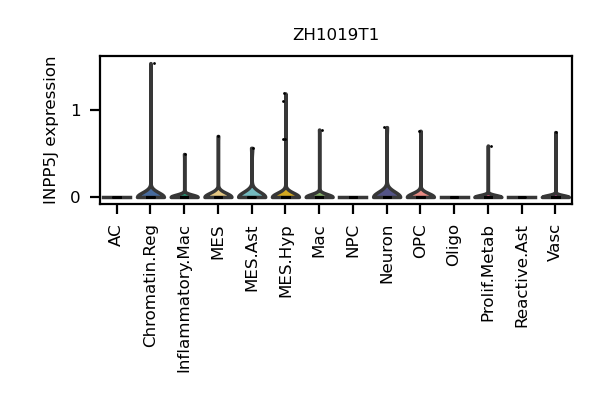 ZH1019T1
INPP5J expression
1
0
AC
Chromatin.Reg
Inflammatory.Mac
MES
MES.Ast
MES.Hyp
Mac
NPC
Neuron
OPC
Oligo
Prolif.Metab
Reactive.Ast
Vasc